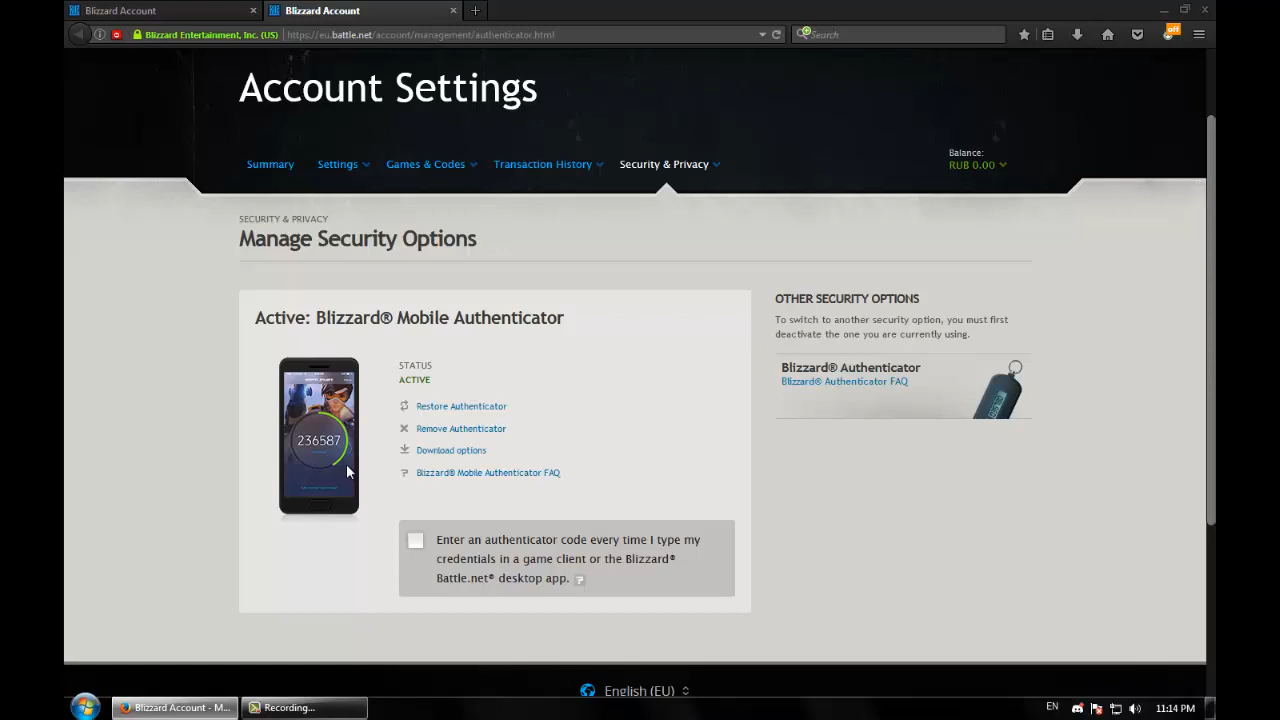 Blizzard Account
Blizzard Account
Blizzard Entertainment, Inc. (US)
https://eu.battle.net/account/management/authenticator.html
Search
off
Account Settings
Summary
Settings
Games & Codes
Transaction History
Security & Privacy
Balance:
RUB 0.00
SECURITY & PRIVACY
Manage Security Options
Active: Blizzard® Mobile Authenticator
236587
STATUS
ACTIVE
Restore Authenticator
Remove Authenticator
Download options
? Blizzard® Mobile Authenticator FAQ
Enter an authenticator code every time I type my
credentials in a game client or the Blizzard®
Battle.net® desktop app. ?
OTHER SECURITY OPTIONS
To switch to another security option, you must first
deactivate the one you are currently using.
Blizzard® Authenticator
Blizzard® Authenticator FAQ
English (EU)
Blizzard Account - M...
Recording...
EN
11:14 PM